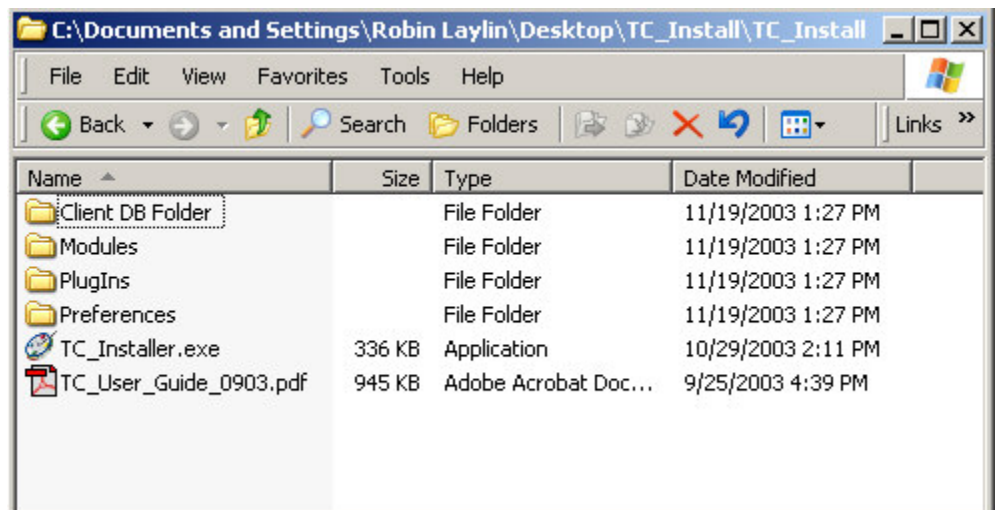 C:\Documents and Settings\Robin Laylin\Desktop\TC_Install\TC_Install
File Edit View Favorites Tools Help
Back Search Folders Links »
Name Size Type Date Modified
Client DB Folder File Folder 11/19/2003 1:27 PM
Modules File Folder 11/19/2003 1:27 PM
PlugIns File Folder 11/19/2003 1:27 PM
Preferences File Folder 11/19/2003 1:27 PM
TC_Installer.exe 336 KB Application 10/29/2003 2:11 PM
TC_User_Guide_0903.pdf 945 KB Adobe Acrobat Doc... 9/25/2003 4:39 PM